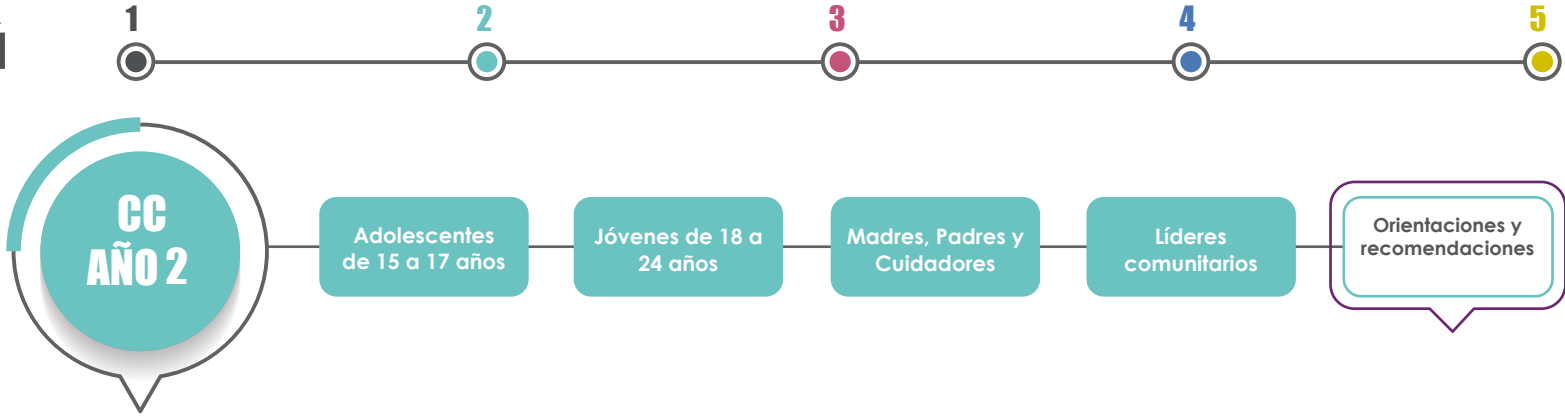 1
2
3
4
5
CC
AÑO 2
Adolescentes
de 15 a 17 años
Jóvenes de 18 a
24 años
Madres, Padres y
Cuidadores
Líderes
comunitarios
Orientaciones y
recomendaciones